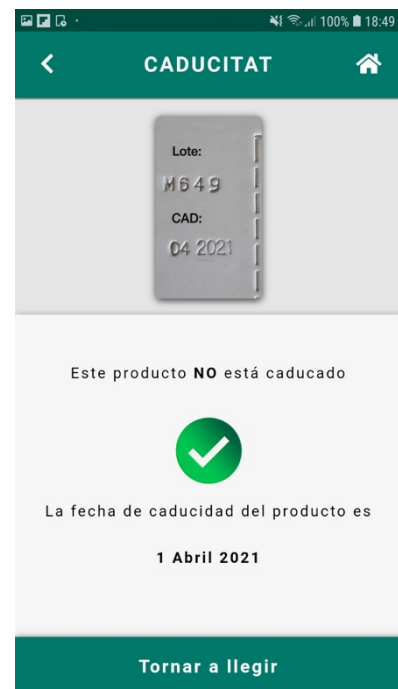 100% 18:49
CADUCITAT
Lote:
M649
CAD:
04 2021
Este producto NO está caducado
La fecha de caducidad del producto es
1 Abril 2021
Tornar a llegir